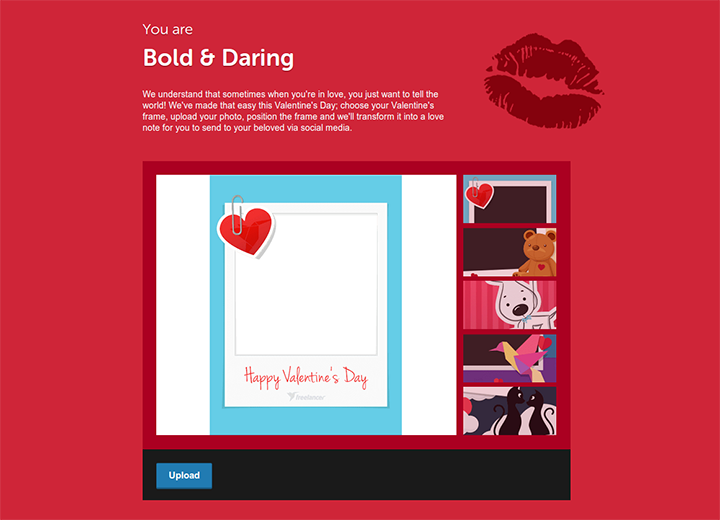 You are
Bold & Daring
We understand that sometimes when you're in love, you just want to tell the
world! We've made that easy this Valentine's Day; choose your Valentine's
frame, upload your photo, position the frame and we'll transform it into a love
note for you to send to your beloved via social media.
Happy Valentine's Day
freelancer
Upload